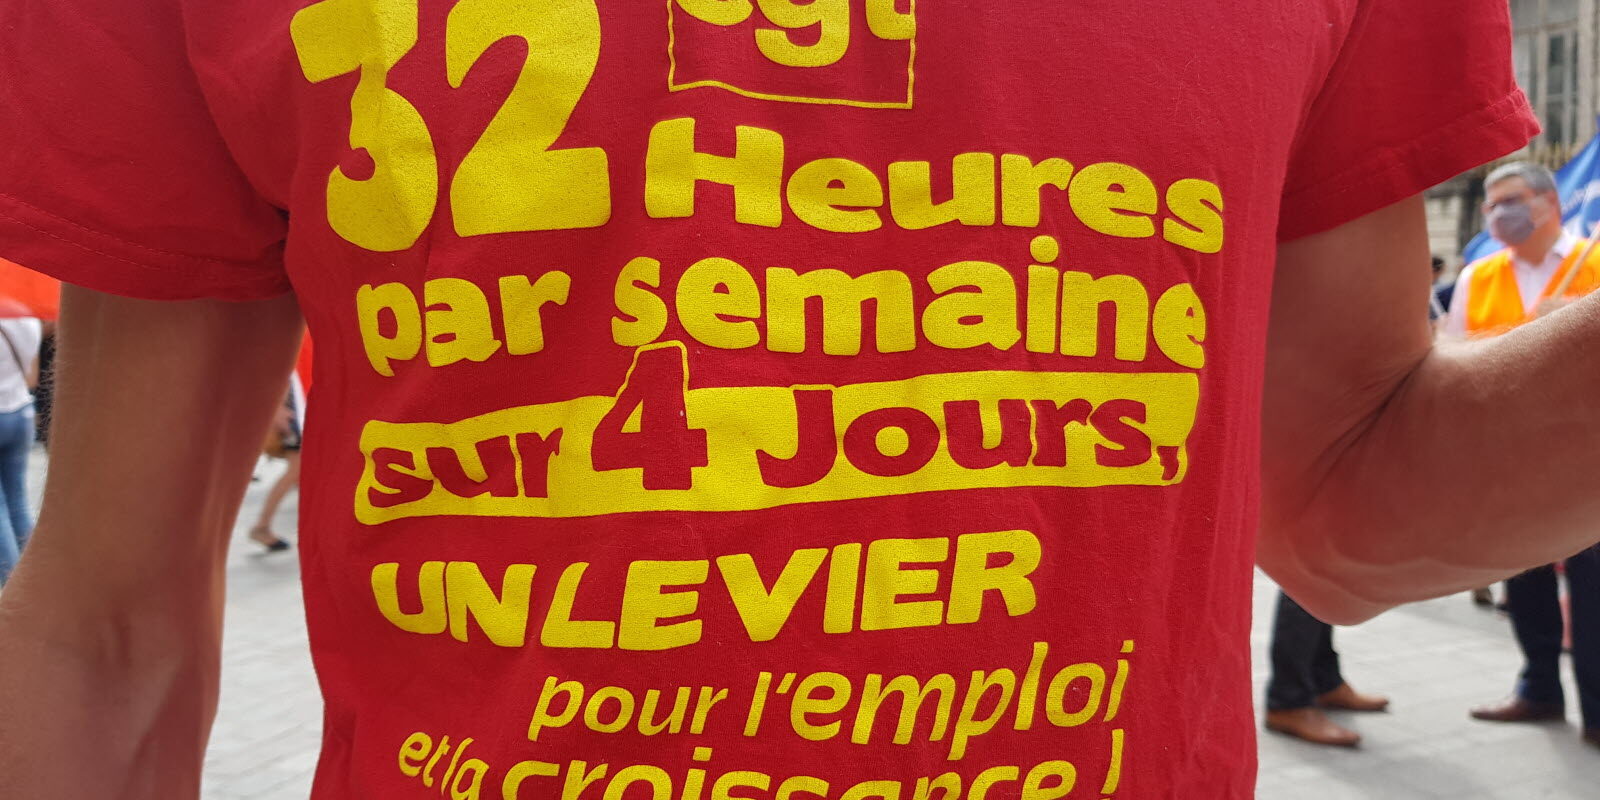 cgt
32 Heures
par semaine
sur 4 Jours,
UN LEVIER
pour l'emploi
et la croissance !